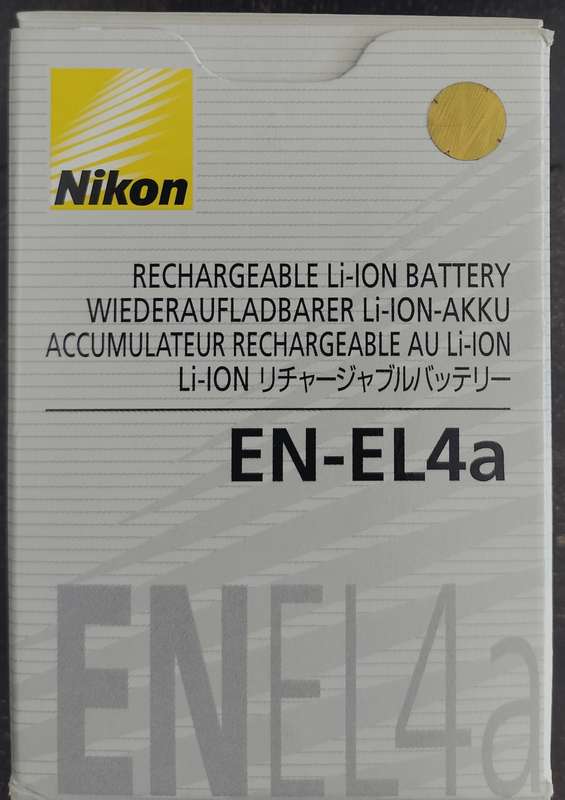 Nikon
RECHARGEABLE Li-ION BATTERY
WIEDERAUFLADBARER Li-ION-AKKU
ACCUMULATEUR RECHARGEABLE AU Li-ION
Li-ION リチャージャブルバッテリー
EN-EL4a
ENEL4a